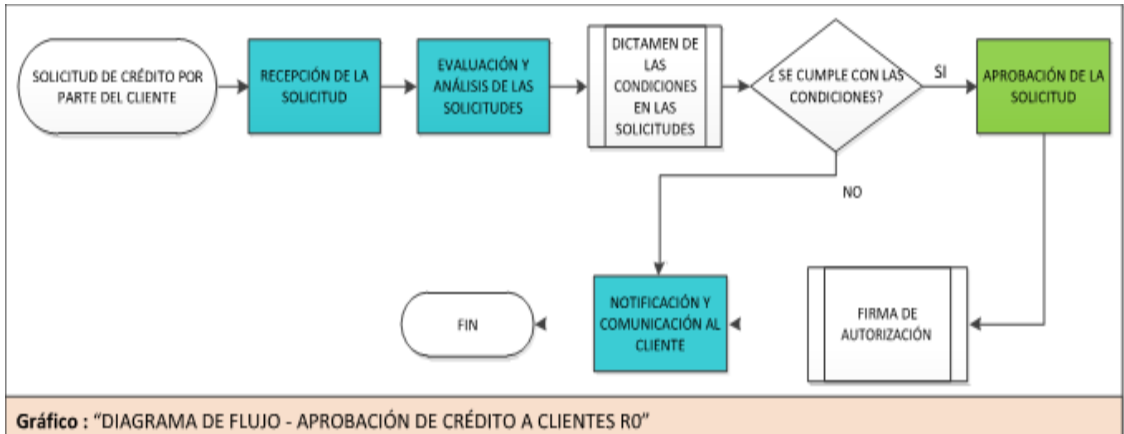 SOLICITUD DE CRÉDITO POR
PARTE DEL CLIENTE
RECEPCIÓN DE LA
SOLICITUD
EVALUACIÓN Y
ANÁLISIS DE LAS
SOLICITUDES
DICTAMEN DE
LAS
CONDICIONES
EN LAS
SOLICITUDES
¿ SE CUMPLE CON LAS
CONDICIONES?
SI
APROBACIÓN DE LA
SOLICITUD
NO
FIN
NOTIFICACIÓN Y
COMUNICACIÓN AL
CLIENTE
FIRMA DE
AUTORIZACIÓN
Gráfico : “DIAGRAMA DE FLUJO - APROBACIÓN DE CRÉDITO A CLIENTES R0”